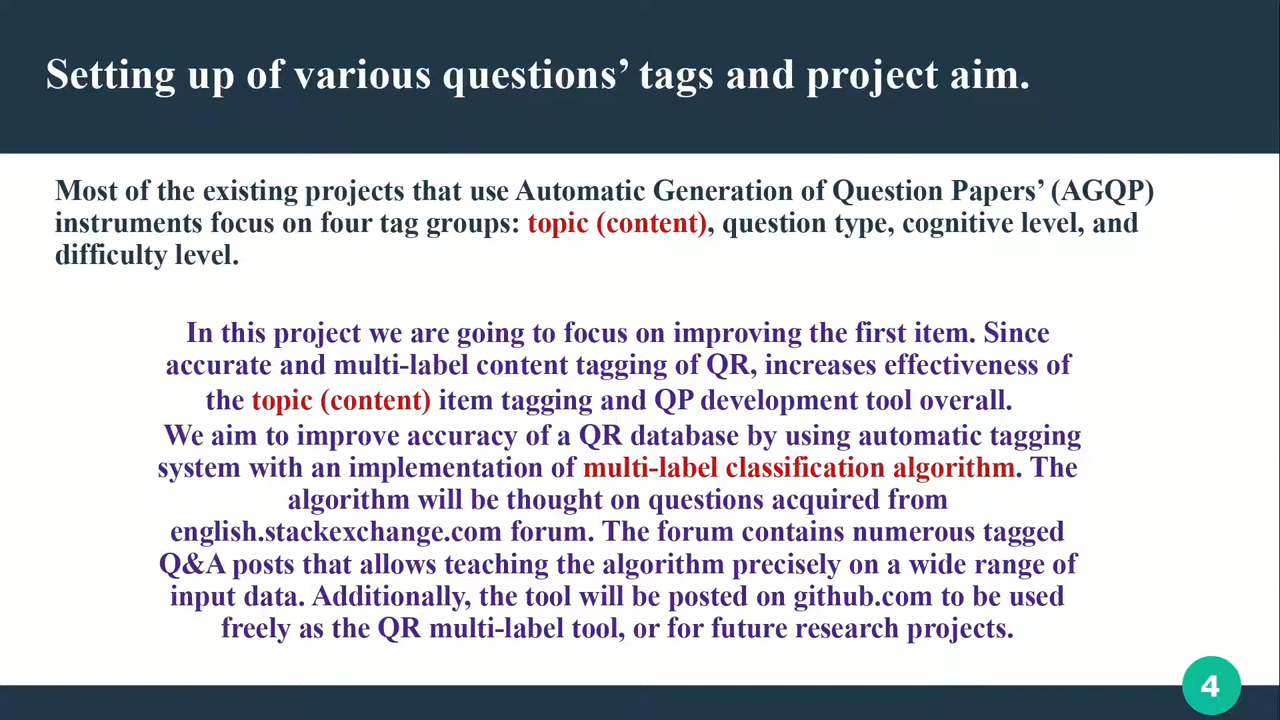 Setting up of various questions’ tags and project aim.
Most of the existing projects that use Automatic Generation of Question Papers’ (AGQP)
instruments focus on four tag groups: topic (content), question type, cognitive level, and
difficulty level.
In this project we are going to focus on improving the first item. Since
accurate and multi-label content tagging of QR, increases effectiveness of
the topic (content) item tagging and QP development tool overall.
We aim to improve accuracy of a QR database by using automatic tagging
system with an implementation of multi-label classification algorithm. The
algorithm will be thought on questions acquired from
english.stackexchange.com forum. The forum contains numerous tagged
Q&A posts that allows teaching the algorithm precisely on a wide range of
input data. Additionally, the tool will be posted on github.com to be used
freely as the QR multi-label tool, or for future research projects.
4